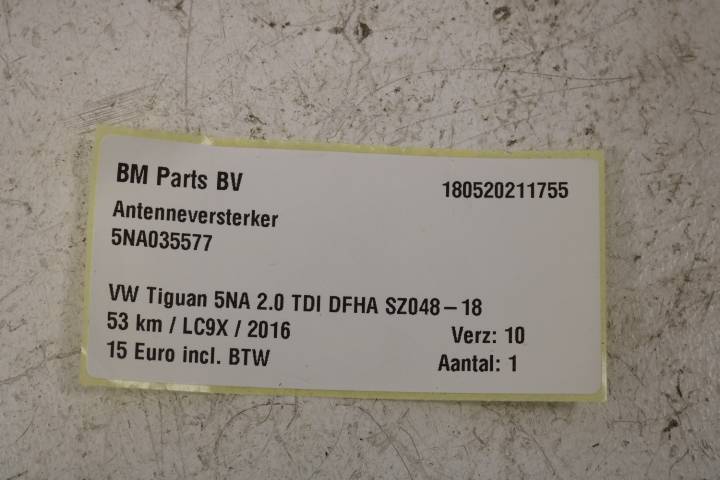 BM Parts BV 180520211755
Antenneversterker
5NA035577
VW Tiguan 5NA 2.0 TDI DFHA SZ048-18
53 km / LC9X / 2016 Verz: 10
15 Euro incl. BTW Aantal: 1